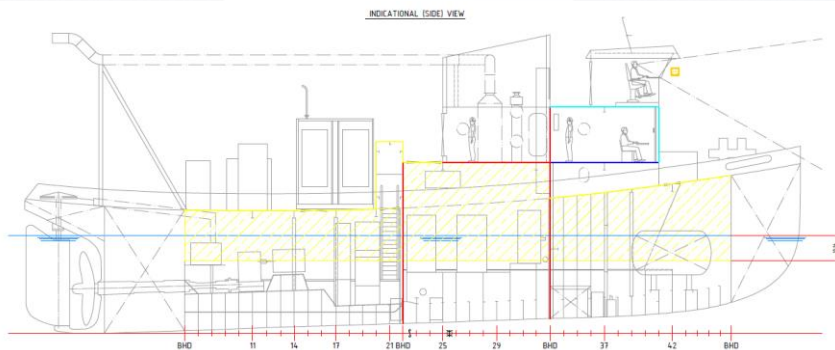 INDICATIONAL (SIDE) VIEW
BHD 11 14 17 21 BHD 25 29 BHD 37 42 BHD